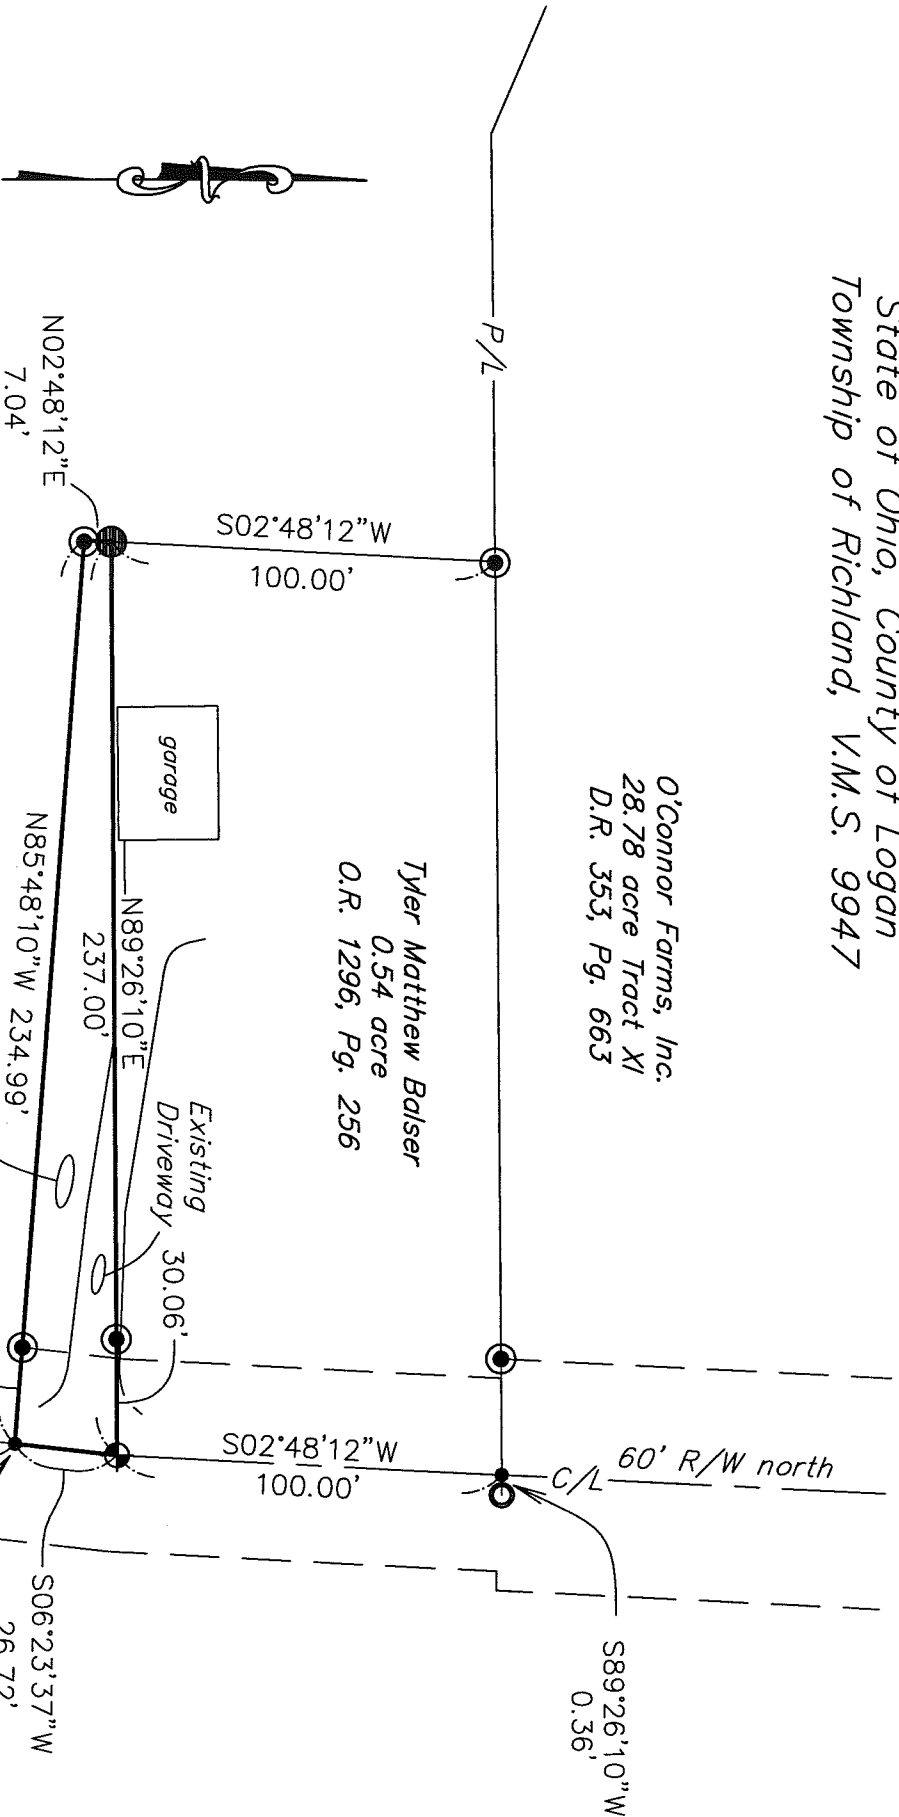 State of Ohio, County of Logan
Township of Richland, V.M.S. 9947
O'Connor Farms, Inc.
28.78 acre Tract XI
D.R. 353, Pg. 663
P/L
S02°48'12"W
100.00'
N02°48'12"E
7.04'
garage
Tyler Matthew Balser
0.54 acre
O.R. 1296, Pg. 256
N89°26'10"E
237.00'
N85°48'10"W 234.99'
Existing
Driveway
30.06'
S02°48'12"W
100.00'
C/L
60' R/W north
S89°26'10"W
0.36'
S06°23'37"W
26.72'